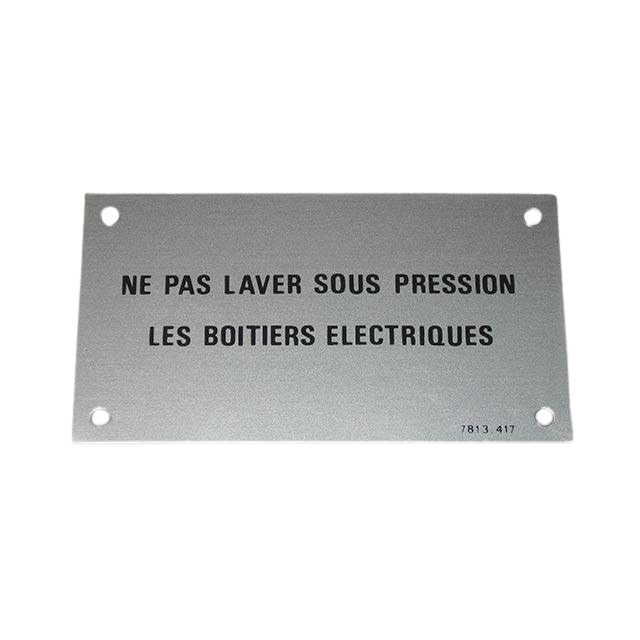 NE PAS LAVER SOUS PRESSION
LES BOITIERS ELECTRIQUES
7813 417